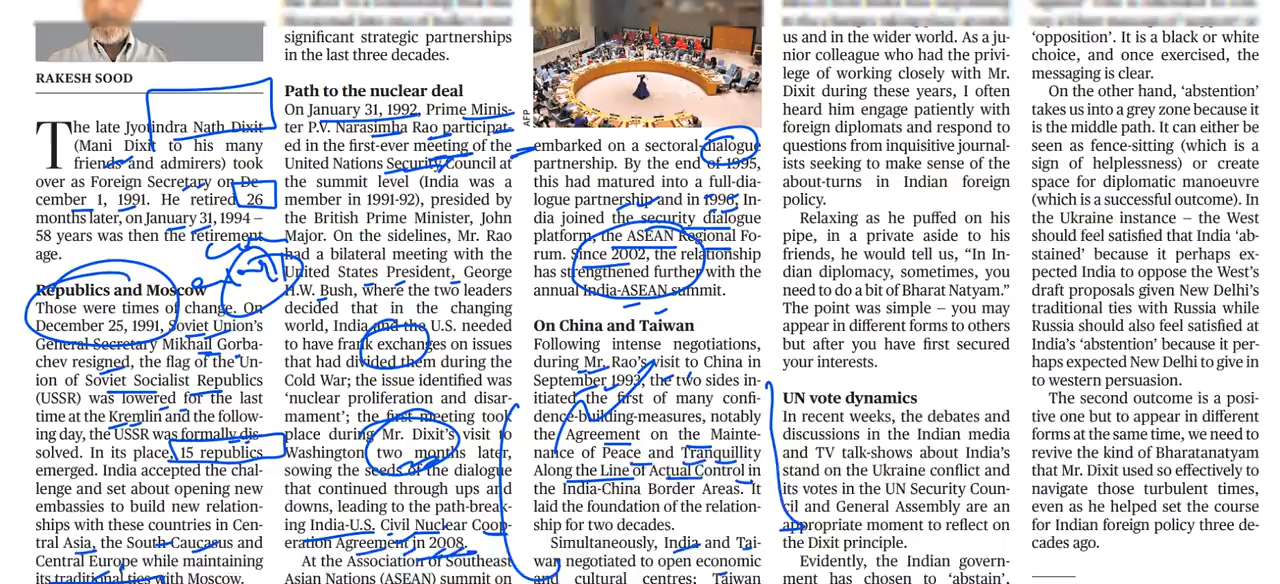 RAKESH SOOD
The late Jyotindra Nath Dixit
(Mani Dixit to his many
friends and admirers) took
over as Foreign Secretary on De-
cember 1, 1991. He retired 26
months later, on January 31, 1994 –
58 years was then the retirement
age.
Republics and Moscow
Those were times of change. On
December 25, 1991, Soviet Union’s
General Secretary Mikhail Gorba-
chev resigned, the flag of the Un-
ion of Soviet Socialist Republics
(USSR) was lowered for the last
time at the Kremlin and the follow-
ing day, the USSR was formally dis-
solved. In its place, 15 republics
emerged. India accepted the chal-
lenge and set about opening new
embassies to build new relation-
ships with these countries in Cen-
tral Asia, the South Caucasus and
Central Europe while maintaining
its traditional ties with Moscow.
significant strategic partnerships
in the last three decades.
Path to the nuclear deal
On January 31, 1992, Prime Minis-
ter P.V. Narasimha Rao participat-
ed in the first-ever meeting of the
United Nations Security Council at
the summit level (India was a
member in 1991-92), presided by
the British Prime Minister, John
Major. On the sidelines, Mr. Rao
had a bilateral meeting with the
United States President, George
H.W. Bush, where the two leaders
decided that in the changing
world, India and the U.S. needed
to have frank exchanges on issues
that had divided them during the
Cold War; the issue identified was
‘nuclear proliferation and disar-
mament’; the first meeting took
place during Mr. Dixit’s visit to
Washington two months later,
sowing the seeds of the dialogue
that continued through ups and
downs, leading to the path-break-
ing India-U.S. Civil Nuclear Coop-
eration Agreement in 2008.
At the Association of Southeast
Asian Nations (ASEAN) summit on
AFP
embarked on a sectoral-dialogue
partnership. By the end of 1995,
this had matured into a full-dia-
logue partnership and in 1996, In-
dia joined the security dialogue
platform, the ASEAN Regional Fo-
rum. Since 2002, the relationship
has strengthened further with the
annual India-ASEAN summit.
On China and Taiwan
Following intense negotiations,
during Mr. Rao’s visit to China in
September 1993, the two sides in-
itiated the first of many confi-
dence-building-measures, notably
the Agreement on the Mainte-
nance of Peace and Tranquillity
Along the Line of Actual Control in
the India-China Border Areas. It
laid the foundation of the relation-
ship for two decades.
Simultaneously, India and Tai-
wan negotiated to open economic
and cultural centres; Taiwan
us and in the wider world. As a ju-
nior colleague who had the privi-
lege of working closely with Mr.
Dixit during these years, I often
heard him engage patiently with
foreign diplomats and respond to
questions from inquisitive journal-
ists seeking to make sense of the
about-turns in Indian foreign
policy.
Relaxing as he puffed on his
pipe, in a private aside to his
friends, he would tell us, “In In-
dian diplomacy, sometimes, you
need to do a bit of Bharat Natyam.”
The point was simple – you may
appear in different forms to others
but after you have first secured
your interests.
UN vote dynamics
In recent weeks, the debates and
discussions in the Indian media
and TV talk-shows about India’s
stand on the Ukraine conflict and
its votes in the UN Security Coun-
cil and General Assembly are an
appropriate moment to reflect on
the Dixit principle.
Evidently, the Indian govern-
ment has chosen to ‘abstain’,
‘opposition’. It is a black or white
choice, and once exercised, the
messaging is clear.
On the other hand, ‘abstention’
takes us into a grey zone because it
is the middle path. It can either be
seen as fence-sitting (which is a
sign of helplessness) or create
space for diplomatic manoeuvre
(which is a successful outcome). In
the Ukraine instance – the West
should feel satisfied that India ‘ab-
stained’ because it perhaps ex-
pected India to oppose the West’s
draft proposals given New Delhi’s
traditional ties with Russia while
Russia should also feel satisfied at
India’s ‘abstention’ because it per-
haps expected New Delhi to give in
to western persuasion.
The second outcome is a posi-
tive one but to appear in different
forms at the same time, we need to
revive the kind of Bharatanatyam
that Mr. Dixit used so effectively to
navigate those turbulent times,
even as he helped set the course
for Indian foreign policy three de-
cades ago.